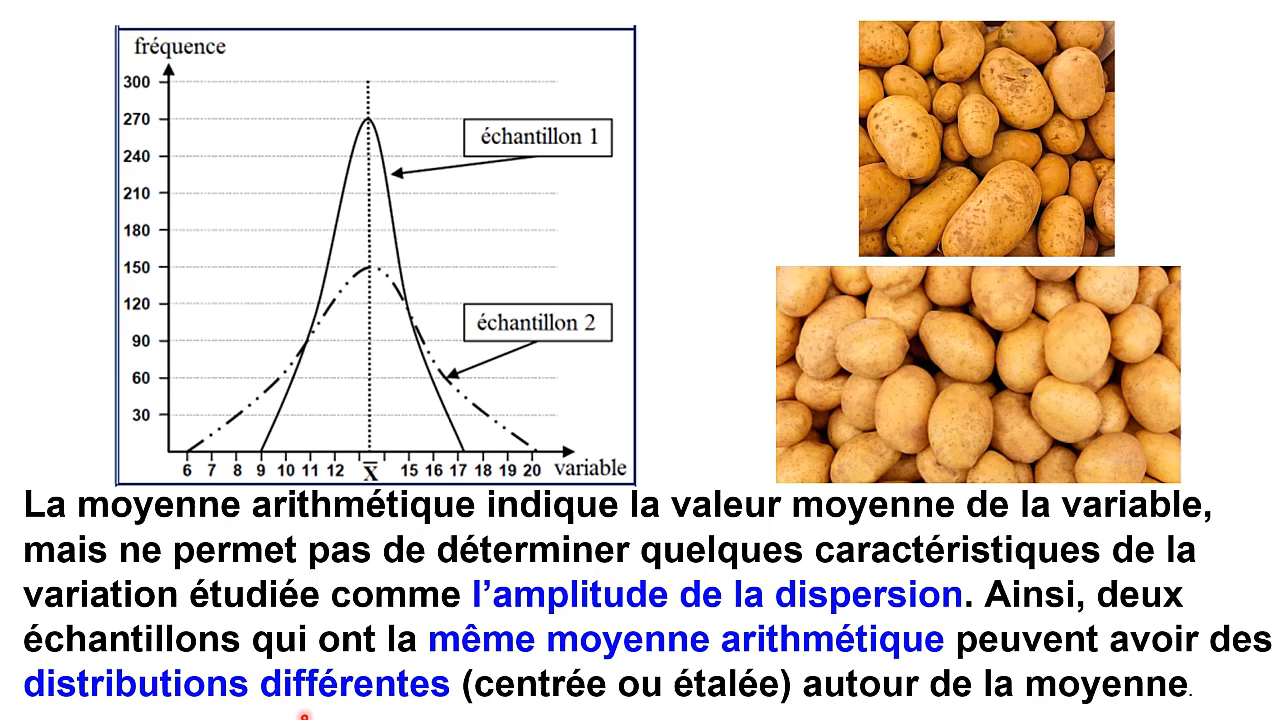 fréquence
300
270
échantillon 1
240
210
180
150
120
échantillon 2
90
60
30
6 7 8 9 10 11 12 X̅ 15 16 17 18 19 20 variable
La moyenne arithmétique indique la valeur moyenne de la variable,
mais ne permet pas de déterminer quelques caractéristiques de la
variation étudiée comme l’amplitude de la dispersion. Ainsi, deux
échantillons qui ont la même moyenne arithmétique peuvent avoir des
distributions différentes (centrée ou étalée) autour de la moyenne.